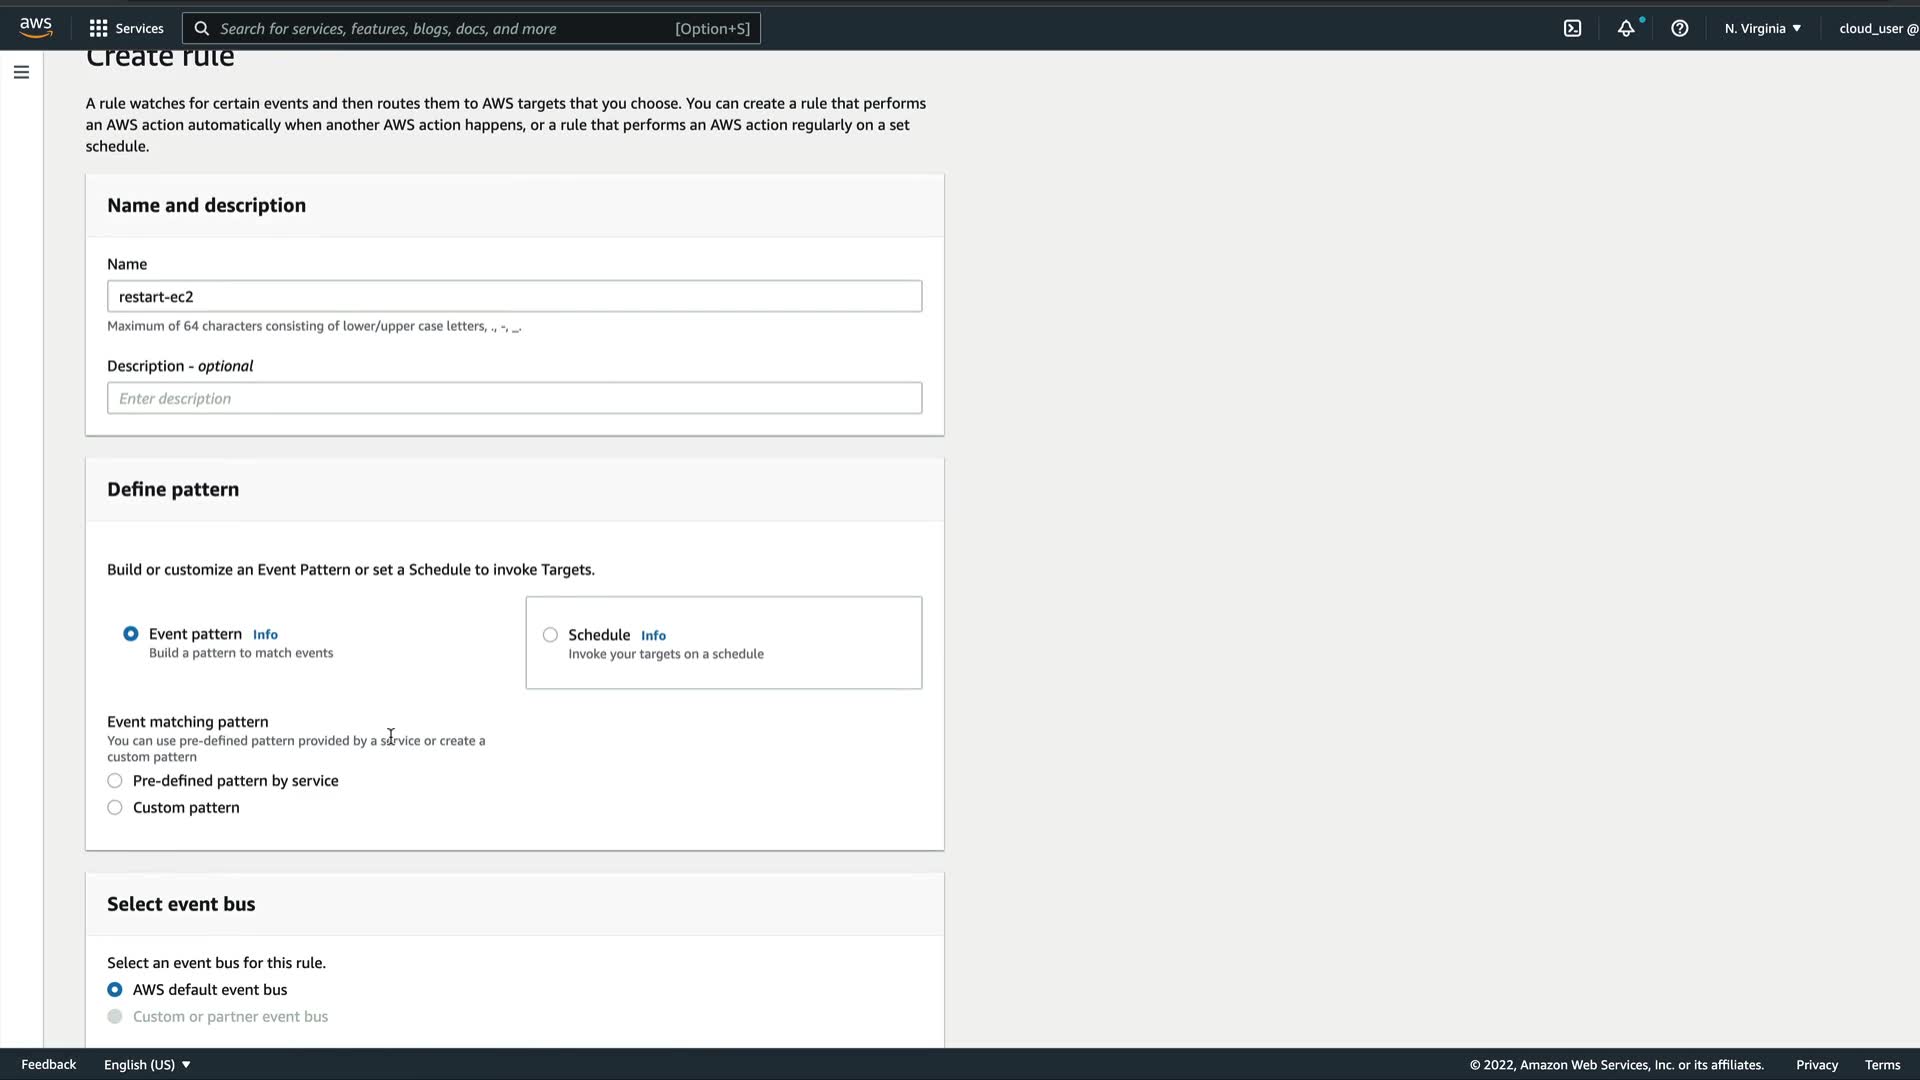 aws
Services
Search for services, features, blogs, docs, and more
[Option+S]
N. Virginia
cloud_user @
Create rule
A rule watches for certain events and then routes them to AWS targets that you choose. You can create a rule that performs
an AWS action automatically when another AWS action happens, or a rule that performs an AWS action regularly on a set
schedule.
Name and description
Name
restart-ec2
Maximum of 64 characters consisting of lower/upper case letters, ., -, _.
Description - optional
Enter description
Define pattern
Build or customize an Event Pattern or set a Schedule to invoke Targets.
Event pattern Info
Build a pattern to match events
Schedule Info
Invoke your targets on a schedule
Event matching pattern
You can use pre-defined pattern provided by a service or create a
custom pattern
Pre-defined pattern by service
Custom pattern
Select event bus
Select an event bus for this rule.
AWS default event bus
Custom or partner event bus
Feedback
English (US)
© 2022, Amazon Web Services, Inc. or its affiliates.
Privacy
Terms